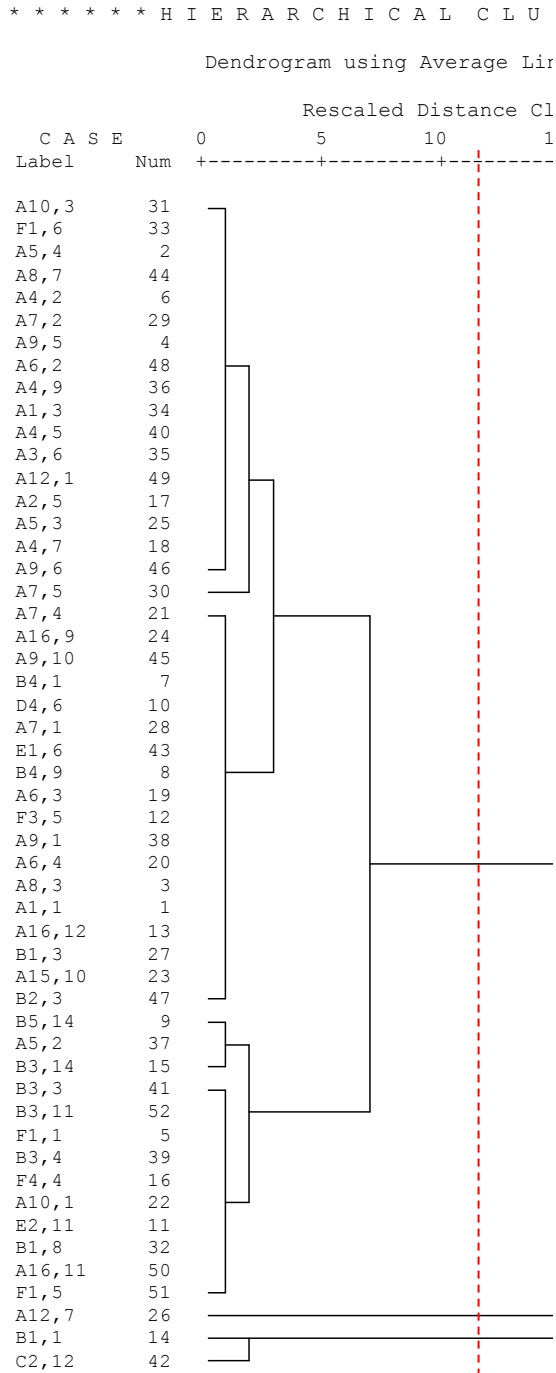 * * * * * * H I E R A R C H I C A L C L U
Dendrogram using Average Lin
Rescaled Distance Cl
C A S E 0 5 10 1
Label Num +---------+---------+---------
A10,3 31
F1,6 33
A5,4 2
A8,7 44
A4,2 6
A7,2 29
A9,5 4
A6,2 48
A4,9 36
A1,3 34
A4,5 40
A3,6 35
A12,1 49
A2,5 17
A5,3 25
A4,7 18
A9,6 46
A7,5 30
A7,4 21
A16,9 24
A9,10 45
B4,1 7
D4,6 10
A7,1 28
E1,6 43
B4,9 8
A6,3 19
F3,5 12
A9,1 38
A6,4 20
A8,3 3
A1,1 1
A16,12 13
B1,3 27
A15,10 23
B2,3 47
B5,14 9
A5,2 37
B3,14 15
B3,3 41
B3,11 52
F1,1 5
B3,4 39
F4,4 16
A10,1 22
E2,11 11
B1,8 32
A16,11 50
F1,5 51
A12,7 26
B1,1 14
C2,12 42